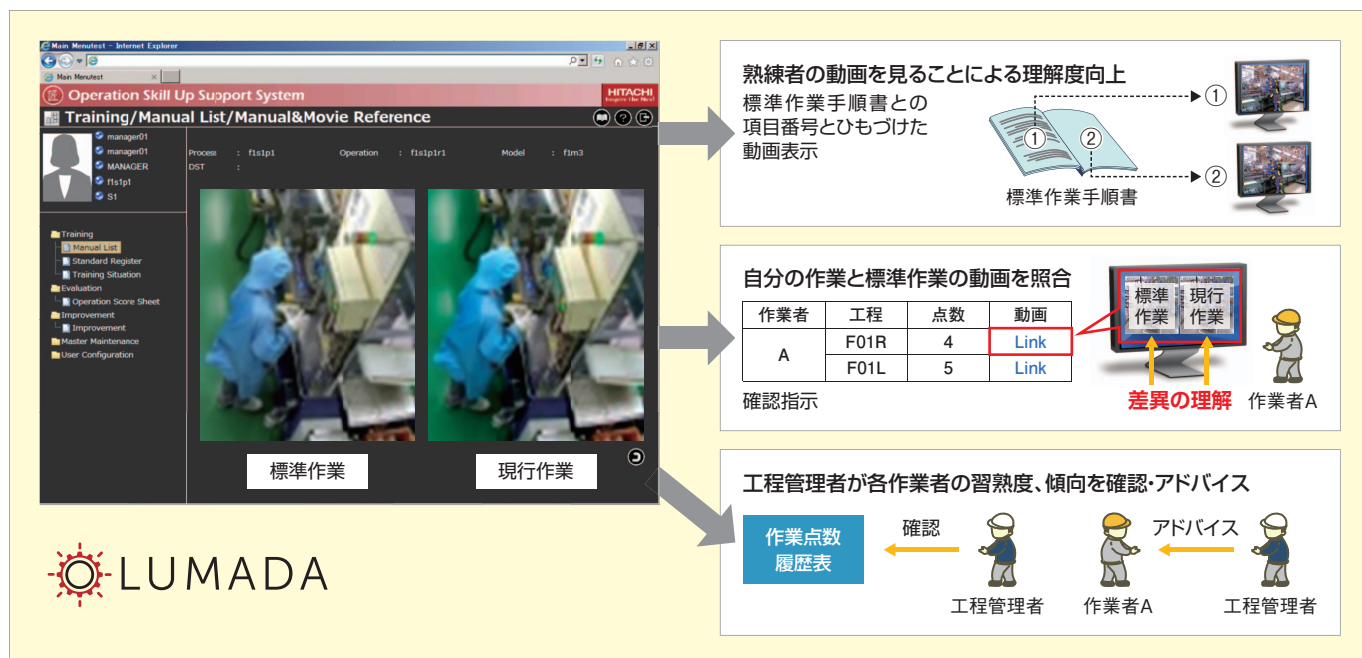 Main Menutest - Internet Explorer
Main Menutest
Operation Skill Up Support System
HITACHI
Inspire the Next
Training/Manual List/Manual&Movie Reference
manager01
manager01
MANAGER
f1s1p1
S1
Process : f1s1p1 Operation : f1s1p1r1 Model : f1m3
DST :
Training
Manual List
Standard Register
Training Situation
Evaluation
Operation Score Sheet
Improvement
Improvement
Master Maintenance
User Configuration
標準作業
現行作業
LUMADA
熟練者の動画を見ることによる理解度向上
標準作業手順書との
項目番号とひもづけた
動画表示
① ②
標準作業手順書
①
②
自分の作業と標準作業の動画を照合
作業者 工程 点数 動画
A F01R 4 Link
F01L 5 Link
確認指示
標準
作業
現行
作業
差異の理解
作業者A
工程管理者が各作業者の習熟度、傾向を確認・アドバイス
作業点数
履歴表
確認
アドバイス
工程管理者
作業者A
工程管理者